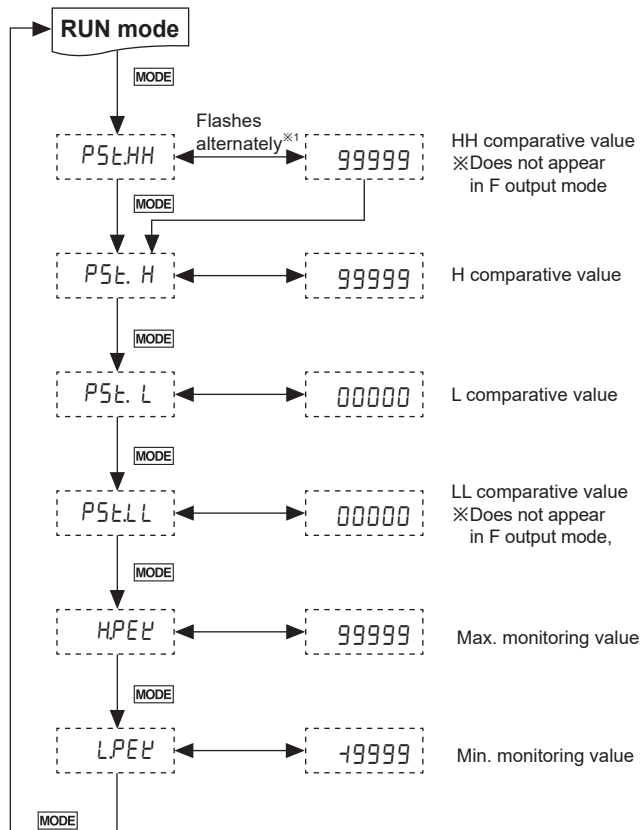 RUN mode
MODE
Flashes
alternately※1
PSt.HH
99999
HH comparative value
※Does not appear
in F output mode
MODE
PSt. H
99999
H comparative value
MODE
PSt. L
00000
L comparative value
MODE
PSt.LL
00000
LL comparative value
※Does not appear
in F output mode,
MODE
H.PEK
99999
Max. monitoring value
MODE
L.PEK
-19999
Min. monitoring value
MODE